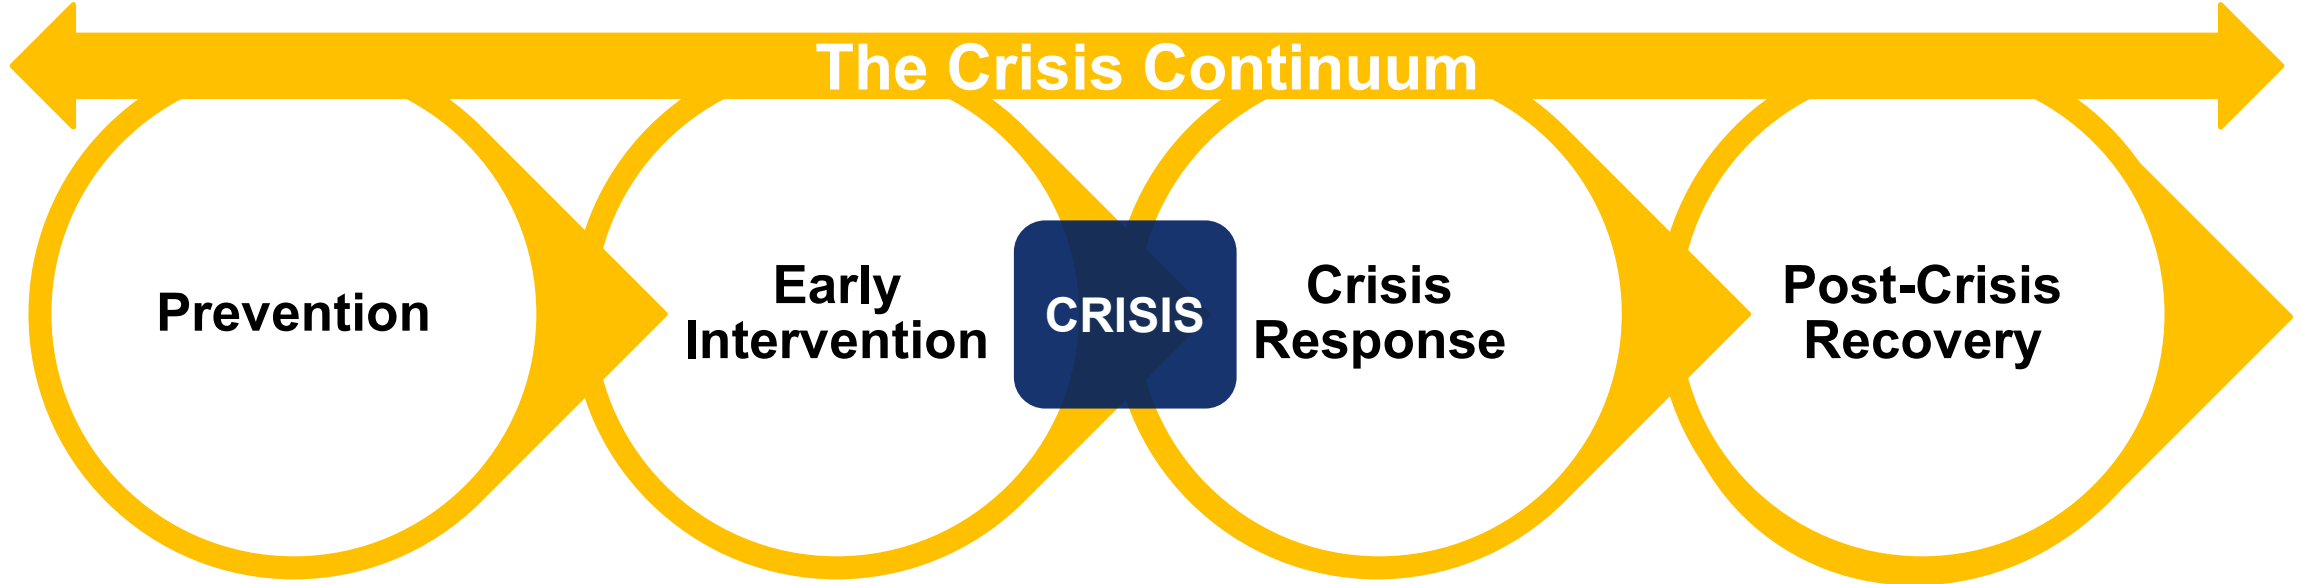 The Crisis Continuum
Prevention
Early
Intervention
CRISIS
Crisis
Response
Post-Crisis
Recovery